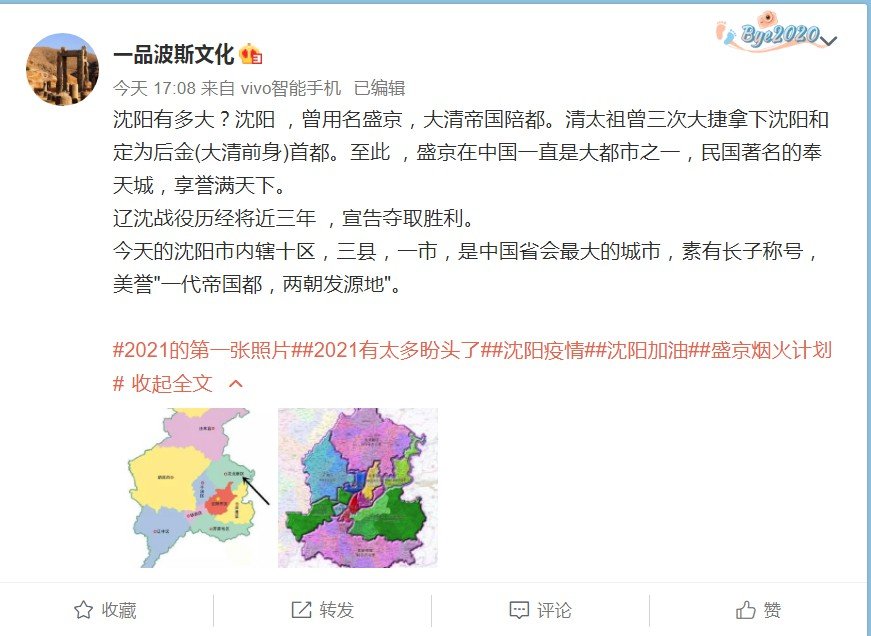 Bye2020
一品波斯文化
今天 17:08 来自 vivo智能手机 已编辑
沈阳有多大？沈阳 ，曾用名盛京，大清帝国陪都。清太祖曾三次大捷拿下沈阳和
定为后金(大清前身)首都。至此 ，盛京在中国一直是大都市之一，民国著名的奉
天城，享誉满天下。
辽沈战役历经将近三年 ，宣告夺取胜利。
今天的沈阳市内辖十区，三县，一市，是中国省会最大的城市，素有长子称号，
美誉"一代帝国都，两朝发源地"。
#2021的第一张照片##2021有太多盼头了##沈阳疫情##沈阳加油##盛京烟火计划
# 收起全文
收藏
转发
评论
赞